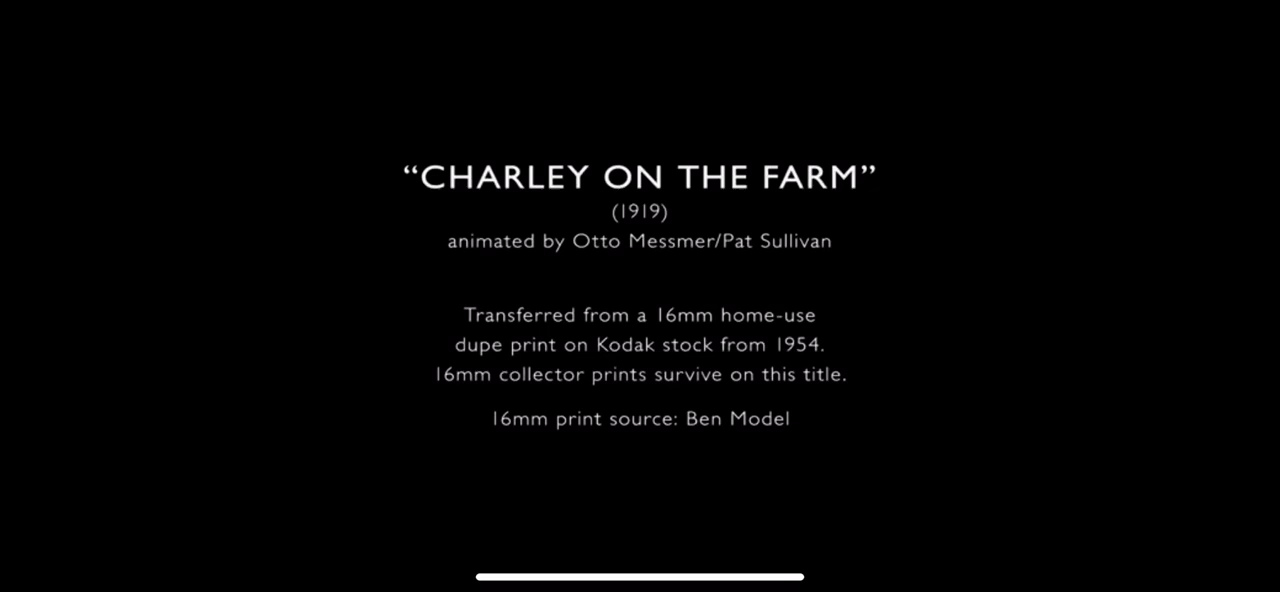 “CHARLEY ON THE FARM”
(1919)
animated by Otto Messmer/Pat Sullivan
Transferred from a 16mm home-use
dupe print on Kodak stock from 1954.
16mm collector prints survive on this title.
16mm print source: Ben Model